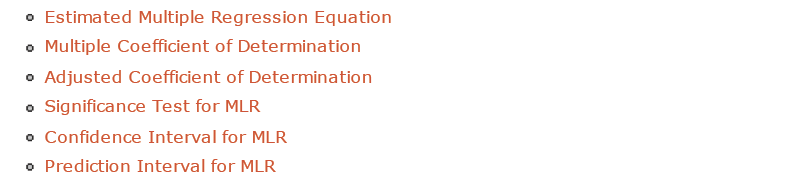 Estimated Multiple Regression Equation
Multiple Coefficient of Determination
Adjusted Coefficient of Determination
Significance Test for MLR
Confidence Interval for MLR
Prediction Interval for MLR